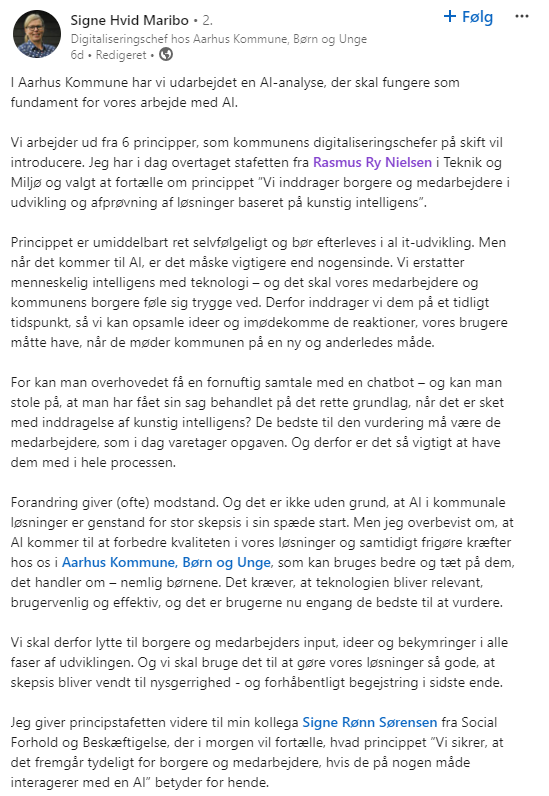 Signe Hvid Maribo • 2.
+ Følg
...
Digitaliseringschef hos Aarhus Kommune, Børn og Unge
6d • Redigeret •
I Aarhus Kommune har vi udarbejdet en AI-analyse, der skal fungere som
fundament for vores arbejde med AI.
Vi arbejder ud fra 6 principper, som kommunens digitaliseringschefer på skift vil
introducere. Jeg har i dag overtaget stafetten fra Rasmus Ry Nielsen i Teknik og
Miljø og valgt at fortælle om princippet ”Vi inddrager borgere og medarbejdere i
udvikling og afprøvning af løsninger baseret på kunstig intelligens”.
Princippet er umiddelbart ret selvfølgeligt og bør efterleves i al it-udvikling. Men
når det kommer til AI, er det måske vigtigere end nogensinde. Vi erstatter
menneskelig intelligens med teknologi – og det skal vores medarbejdere og
kommunens borgere føle sig trygge ved. Derfor inddrager vi dem på et tidligt
tidspunkt, så vi kan opsamle ideer og imødekomme de reaktioner, vores brugere
måtte have, når de møder kommunen på en ny og anderledes måde.
For kan man overhovedet få en fornuftig samtale med en chatbot – og kan man
stole på, at man har fået sin sag behandlet på det rette grundlag, når det er sket
med inddragelse af kunstig intelligens? De bedste til den vurdering må være de
medarbejdere, som i dag varetager opgaven. Og derfor er det så vigtigt at have
dem med i hele processen.
Forandring giver (ofte) modstand. Og det er ikke uden grund, at AI i kommunale
løsninger er genstand for stor skepsis i sin spæde start. Men jeg overbevist om, at
AI kommer til at forbedre kvaliteten i vores løsninger og samtidigt frigøre kræfter
hos os i Aarhus Kommune, Børn og Unge, som kan bruges bedre og tæt på dem,
det handler om – nemlig børnene. Det kræver, at teknologien bliver relevant,
brugervenlig og effektiv, og det er brugerne nu engang de bedste til at vurdere.
Vi skal derfor lytte til borgere og medarbejders input, ideer og bekymringer i alle
faser af udviklingen. Og vi skal bruge det til at gøre vores løsninger så gode, at
skepsis bliver vendt til nysgerrighed - og forhåbentligt begejstring i sidste ende.
Jeg giver principstafetten videre til min kollega Signe Rønn Sørensen fra Social
Forhold og Beskæftigelse, der i morgen vil fortælle, hvad princippet ”Vi sikrer, at
det fremgår tydeligt for borgere og medarbejdere, hvis de på nogen måde
interagerer med en AI” betyder for hende.